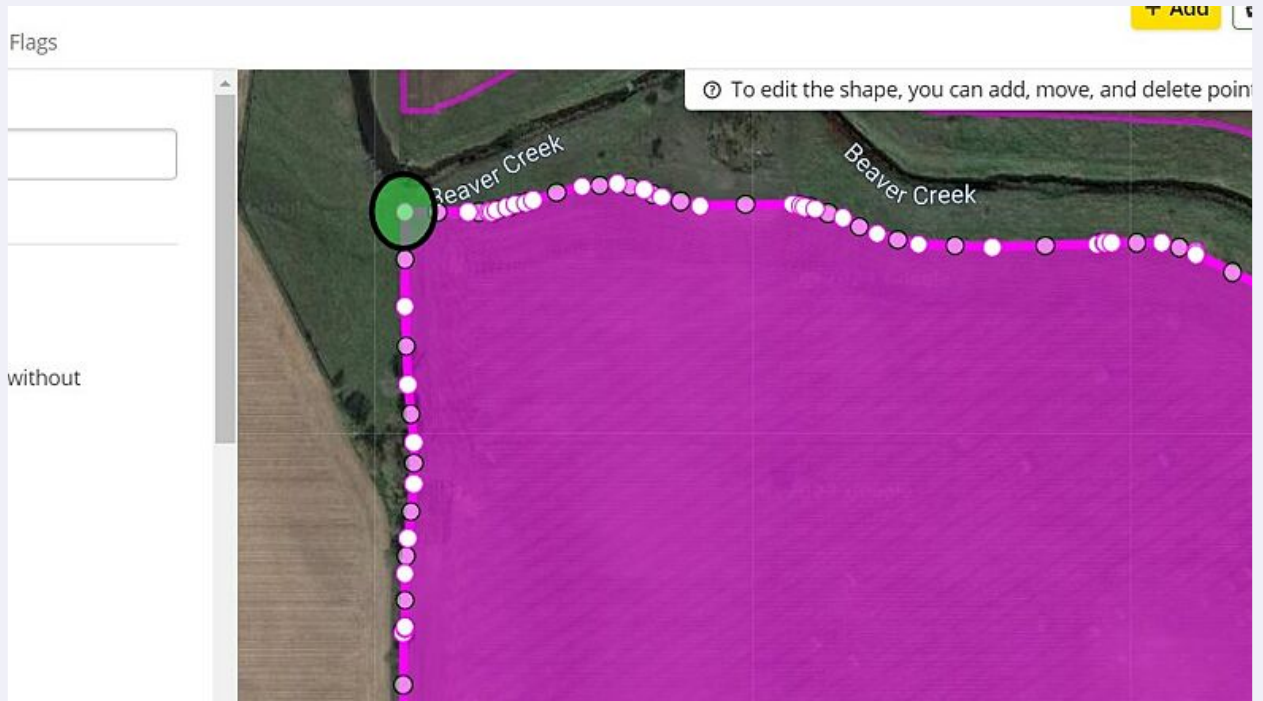 + Add
Flags
To edit the shape, you can add, move, and delete poin
Beaver Creek
Beaver Creek
without